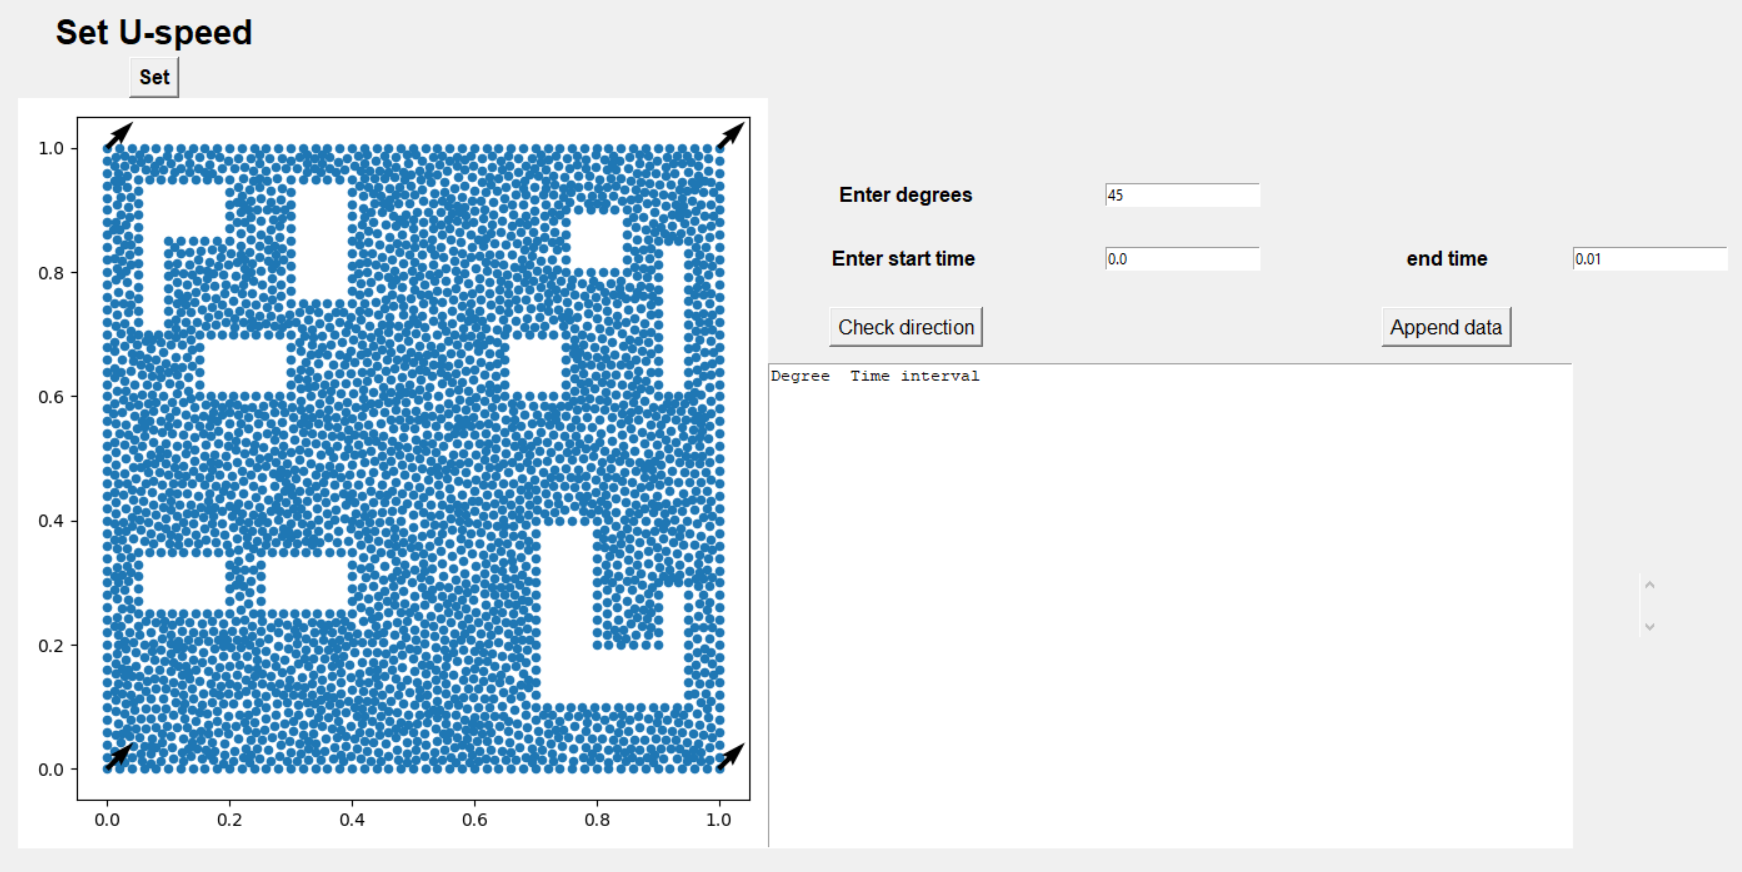 Set U-speed
Set
1.0
0.8
0.6
0.4
0.2
0.0
0.0 0.2 0.4 0.6 0.8 1.0
Enter degrees 45
Enter start time 0.0 end time 0.01
Check direction Append data
Degree Time interval